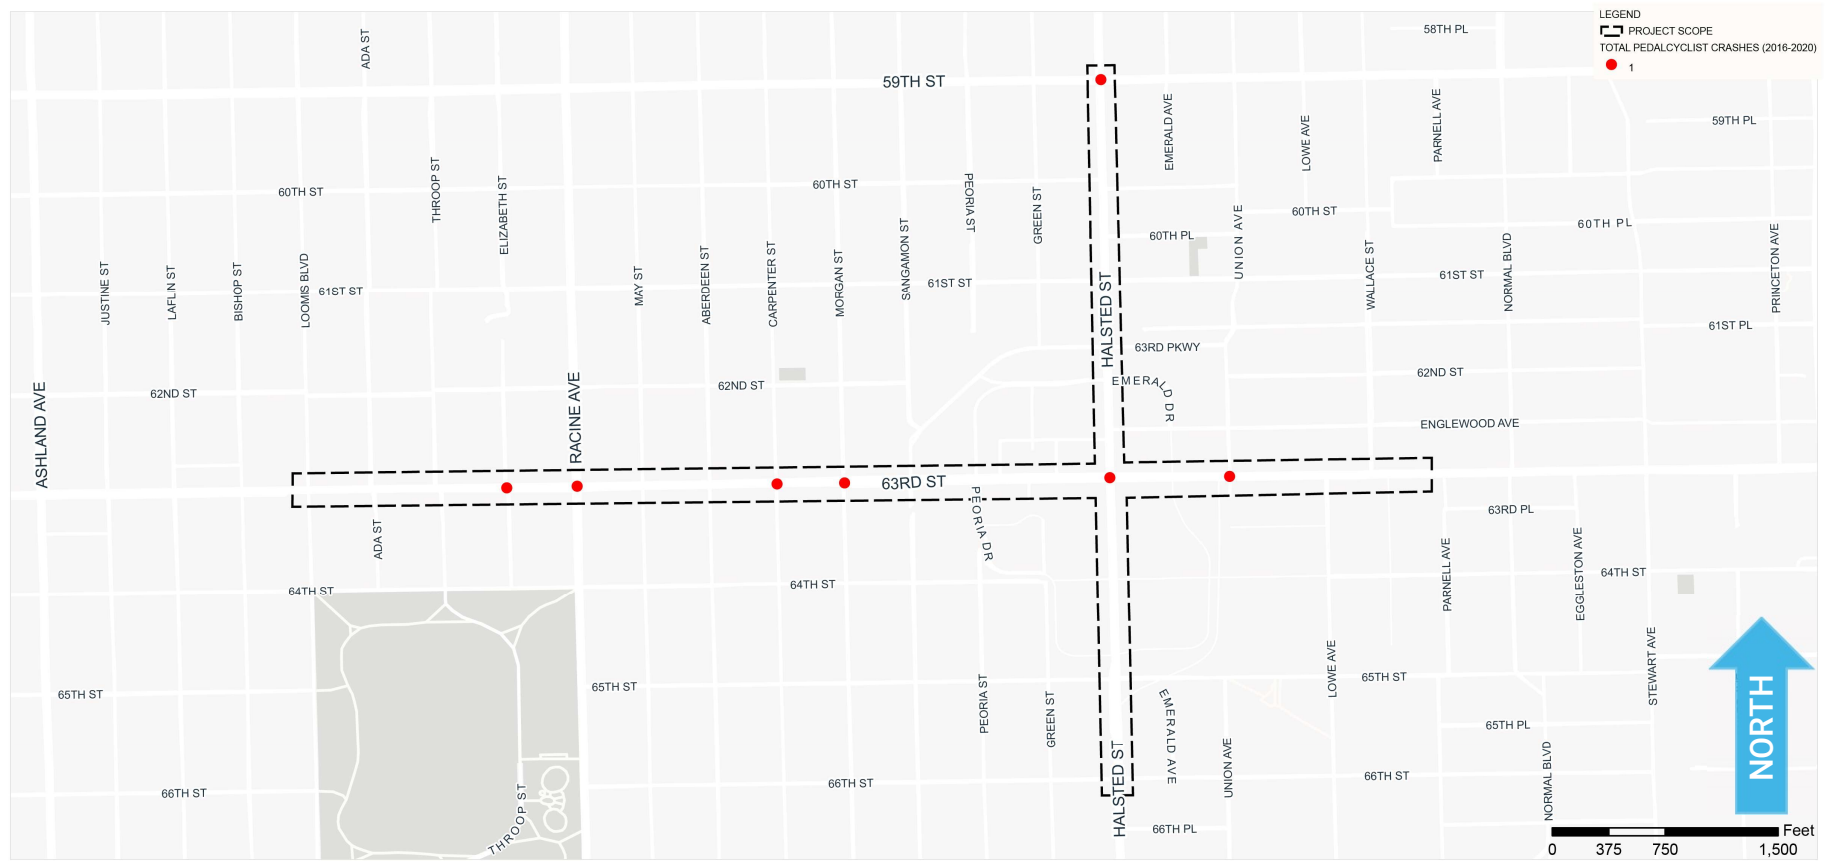 LEGEND
PROJECT SCOPE
TOTAL PEDALCYCLIST CRASHES (2016-2020)
1
58TH PL
ADA ST
59TH ST
59TH PL
EMERALD AVE
LOWE AVE
PARNELL AVE
60TH ST
THROOP ST
ELIZABETH ST
60TH ST
PEORIA ST
GREEN ST
60TH ST
60TH PL
60TH PL
UNION AVE
JUSTINE ST
LAFLIN ST
BISHOP ST
LOOMIS BLVD
61ST ST
MAY ST
ABERDEEN ST
CARPENTER ST
MORGAN ST
SANGAMON ST
61ST ST
HALSTED ST
WALLACE ST
61ST ST
NORMAL BLVD
PRINCETON AVE
61ST PL
63RD PKWY
62ND ST
62ND ST
EMERALD DR
62ND ST
ASHLAND AVE
RACINE AVE
ENGLEWOOD AVE
63RD ST
63RD PL
PEORIA DR
ADA ST
64TH ST
64TH ST
PARNELL AVE
EGGLESTON AVE
64TH ST
65TH ST
65TH ST
PEORIA ST
GREEN ST
EMERALD AVE
LOWE AVE
65TH ST
STEWART AVE
65TH PL
NORTH
66TH ST
THROOP ST
66TH ST
HALSTED ST
UNION AVE
66TH ST
NORMAL BLVD
66TH PL
Feet
0 375 750 1,500